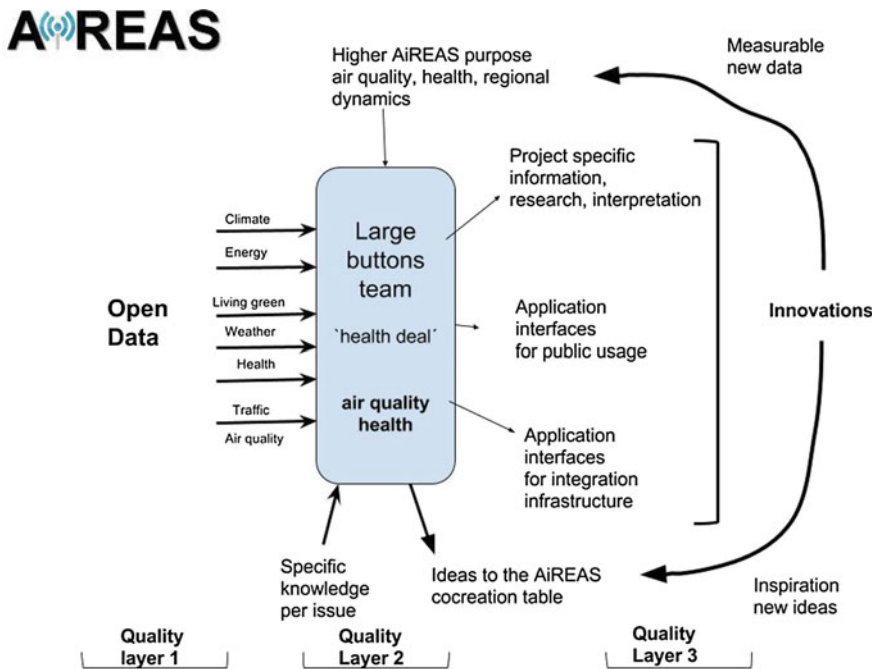 AiREAS
Higher AiREAS purpose
air quality, health, regional
dynamics
Measurable
new data
Project specific
information,
research, interpretation
Climate
Energy
Living green
Weather
Health
Traffic
Air quality
Open
Data
Large
buttons
team
`health deal´
air quality
health
Application
interfaces
for public usage
Innovations
Application
interfaces
for integration
infrastructure
Specific
knowledge
per issue
Ideas to the AiREAS
cocreation table
Inspiration
new ideas
Quality
layer 1
Quality
Layer 2
Quality
Layer 3